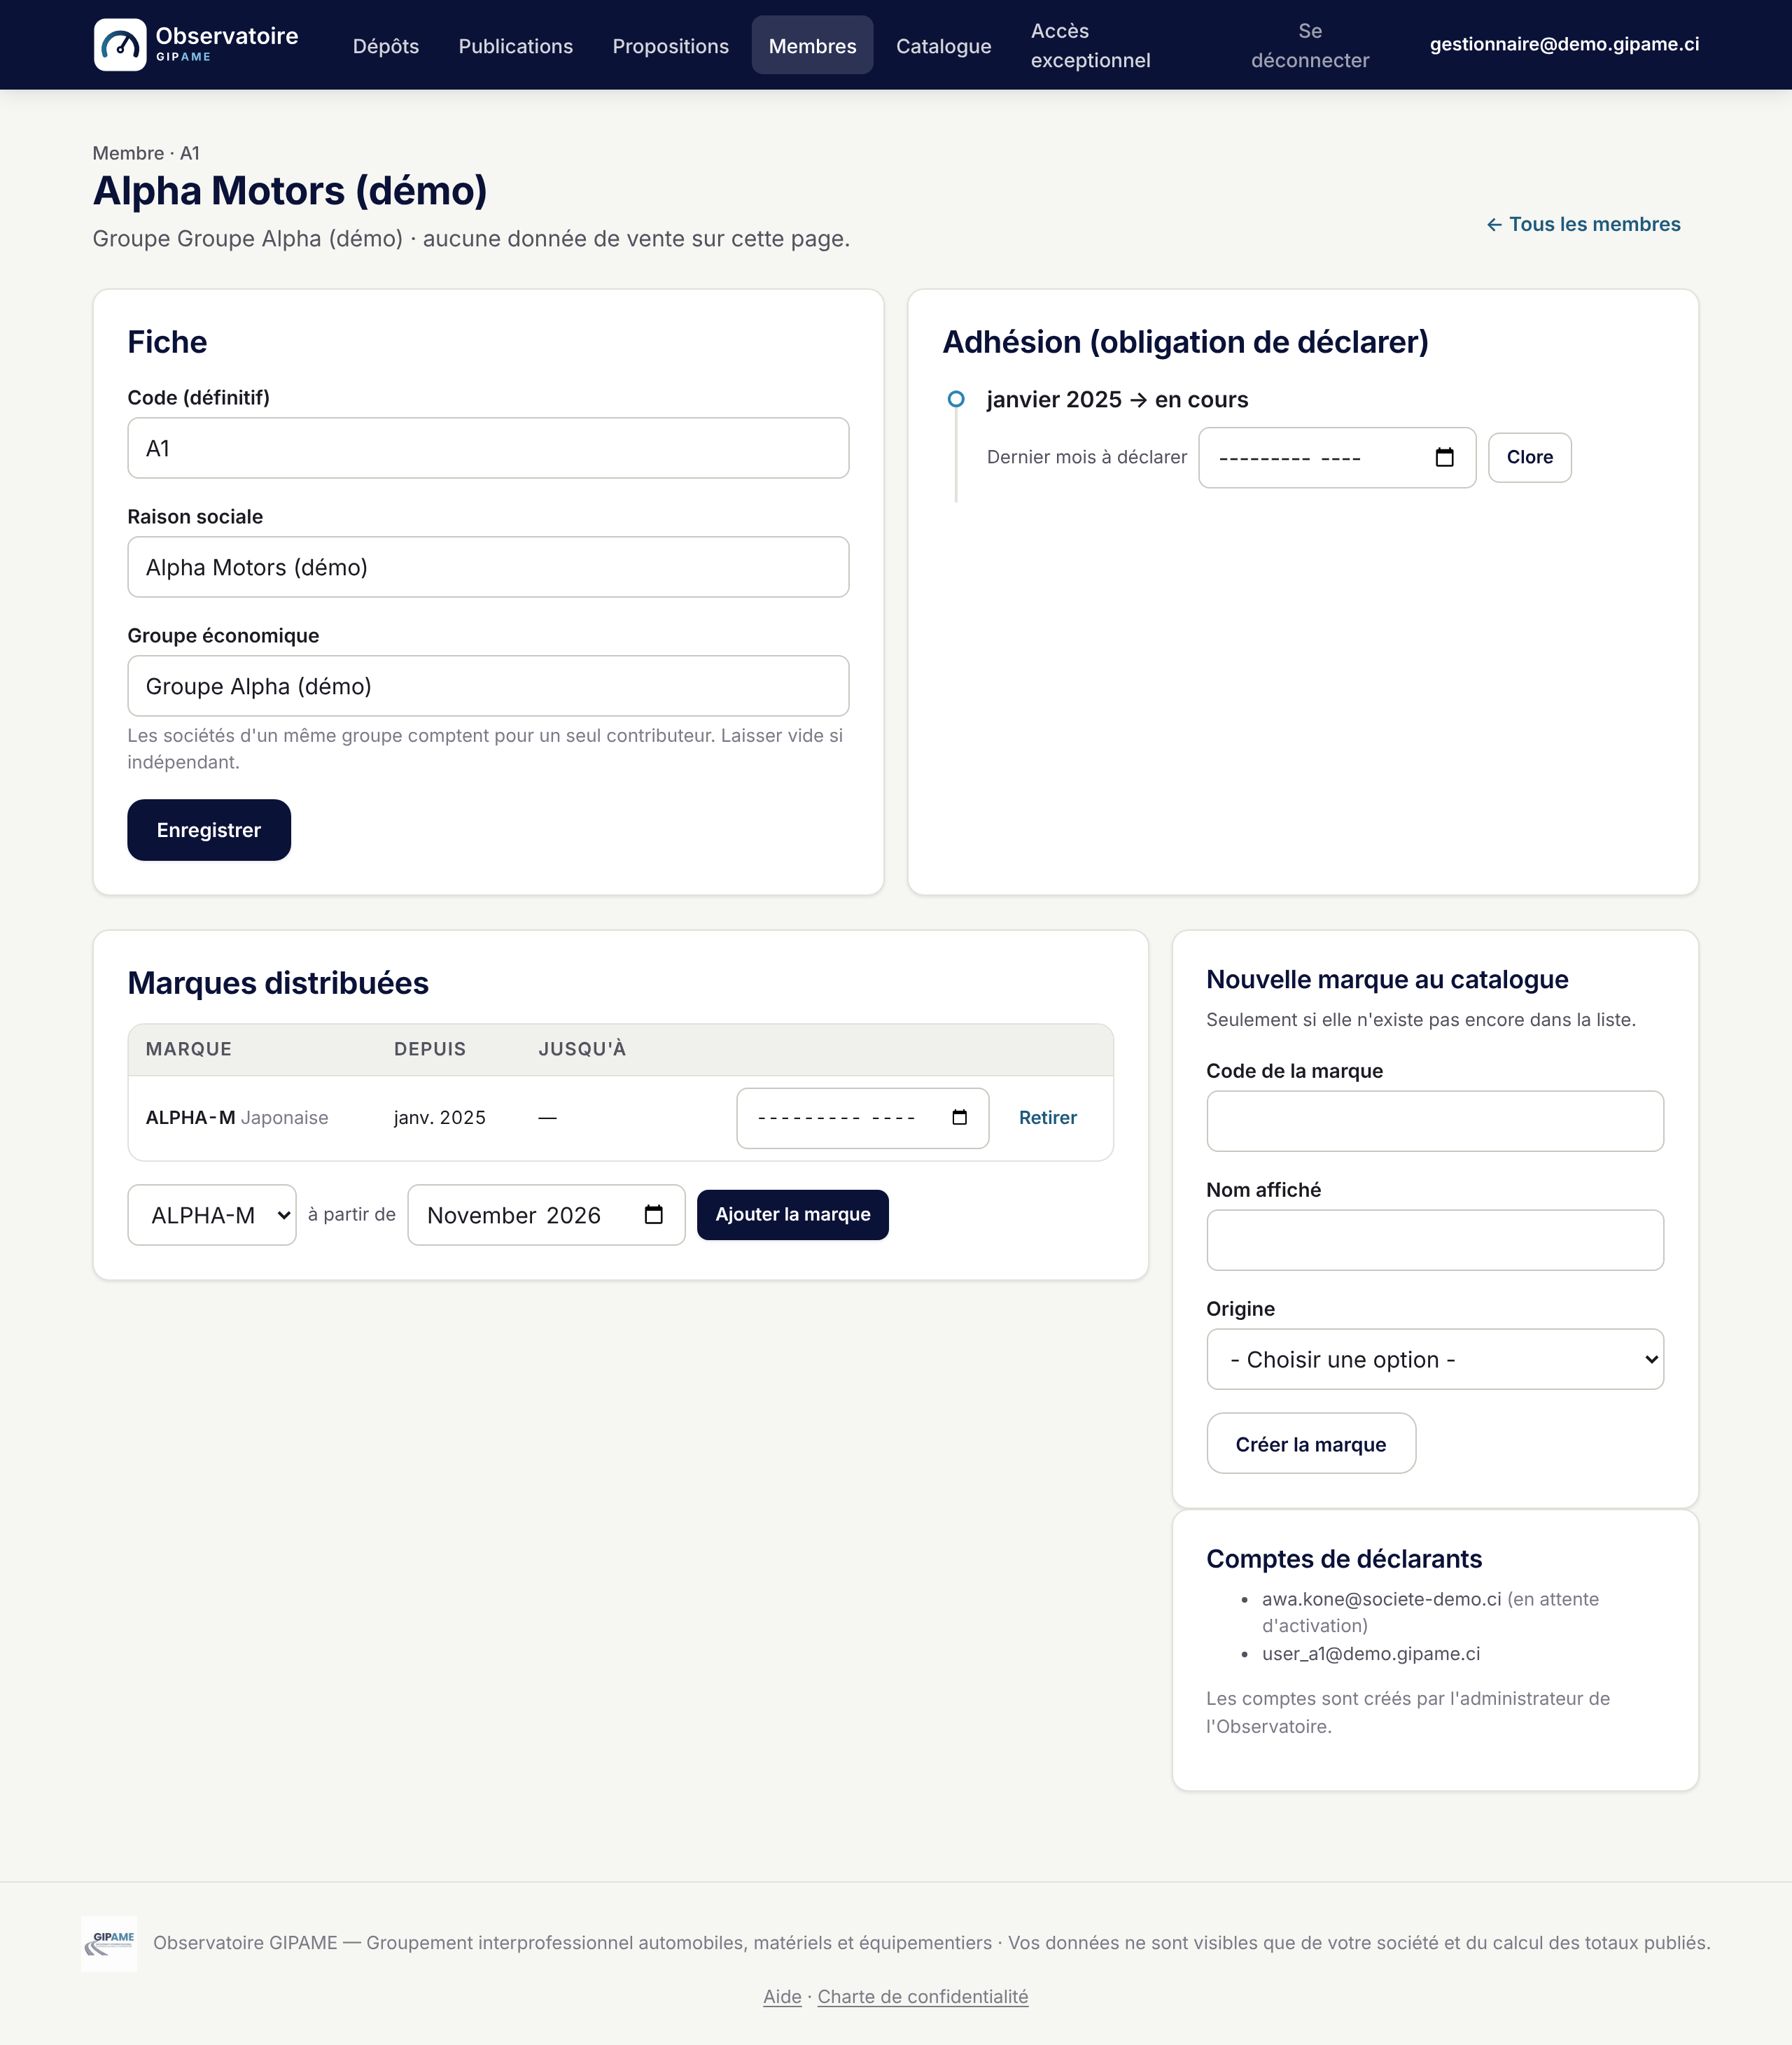 Observatoire
GIPAME
Dépôts
Publications
Propositions
Membres
Catalogue
Accès
exceptionnel
Se
déconnecter
gestionnaire@demo.gipame.ci
Membre · A1
Alpha Motors (démo)
Groupe Groupe Alpha (démo) · aucune donnée de vente sur cette page.
← Tous les membres
Fiche
Code (définitif)
A1
Raison sociale
Alpha Motors (démo)
Groupe économique
Groupe Alpha (démo)
Les sociétés d'un même groupe comptent pour un seul contributeur. Laisser vide si
indépendant.
Enregistrer
Adhésion (obligation de déclarer)
janvier 2025 → en cours
Dernier mois à déclarer --------- ---- Clore
Marques distribuées
MARQUE DEPUIS JUSQU'À
ALPHA-M Japonaise janv. 2025 — --------- ---- Retirer
ALPHA-M à partir de November 2026 Ajouter la marque
Nouvelle marque au catalogue
Seulement si elle n'existe pas encore dans la liste.
Code de la marque
Nom affiché
Origine
- Choisir une option -
Créer la marque
Comptes de déclarants
• awa.kone@societe-demo.ci (en attente
d'activation)
• user_a1@demo.gipame.ci
Les comptes sont créés par l'administrateur de
l'Observatoire.
GIPAME
Observatoire GIPAME — Groupement interprofessionnel automobiles, matériels et équipementiers · Vos données ne sont visibles que de votre société et du calcul des totaux publiés.
Aide · Charte de confidentialité